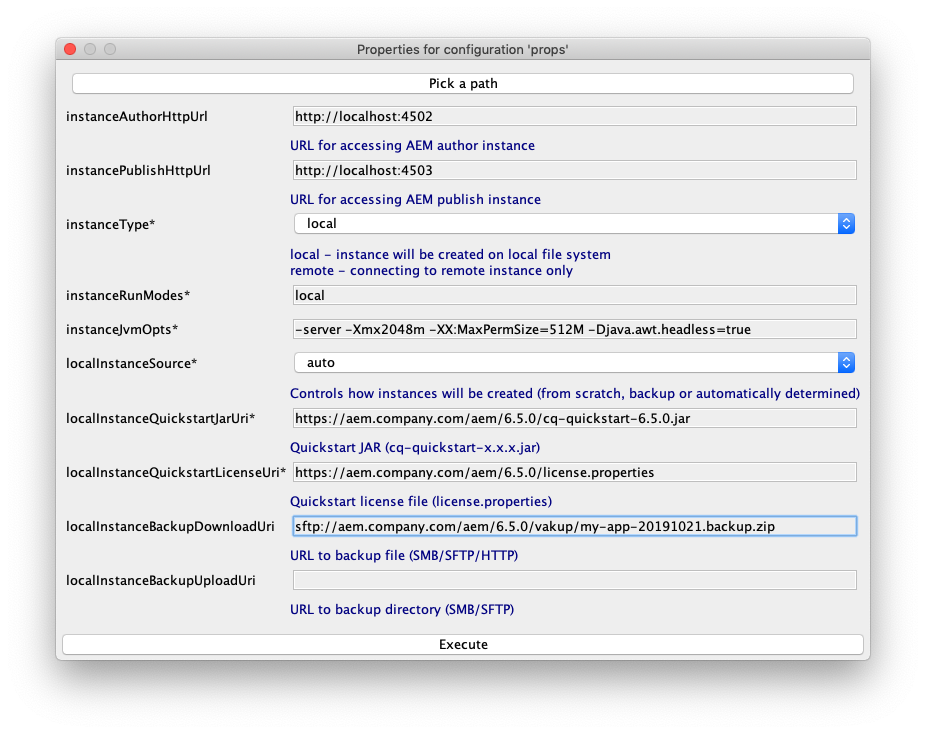 Properties for configuration 'props'
Pick a path
instanceAuthorHttpUrl http://localhost:4502
URL for accessing AEM author instance
instancePublishHttpUrl http://localhost:4503
URL for accessing AEM publish instance
instanceType* local
local – instance will be created on local file system
remote – connecting to remote instance only
instanceRunModes* local
instanceJvmOpts* -server -Xmx2048m -XX:MaxPermSize=512M -Djava.awt.headless=true
localInstanceSource* auto
Controls how instances will be created (from scratch, backup or automatically determined)
localInstanceQuickstartJarUri* https://aem.company.com/aem/6.5.0/cq-quickstart-6.5.0.jar
Quickstart JAR (cq-quickstart-x.x.x.jar)
localInstanceQuickstartLicenseUri* https://aem.company.com/aem/6.5.0/license.properties
Quickstart license file (license.properties)
localInstanceBackupDownloadUri sftp://aem.company.com/aem/6.5.0/vakup/my-app-20191021.backup.zip
URL to backup file (SMB/SFTP/HTTP)
localInstanceBackupUploadUri
URL to backup directory (SMB/SFTP)
Execute